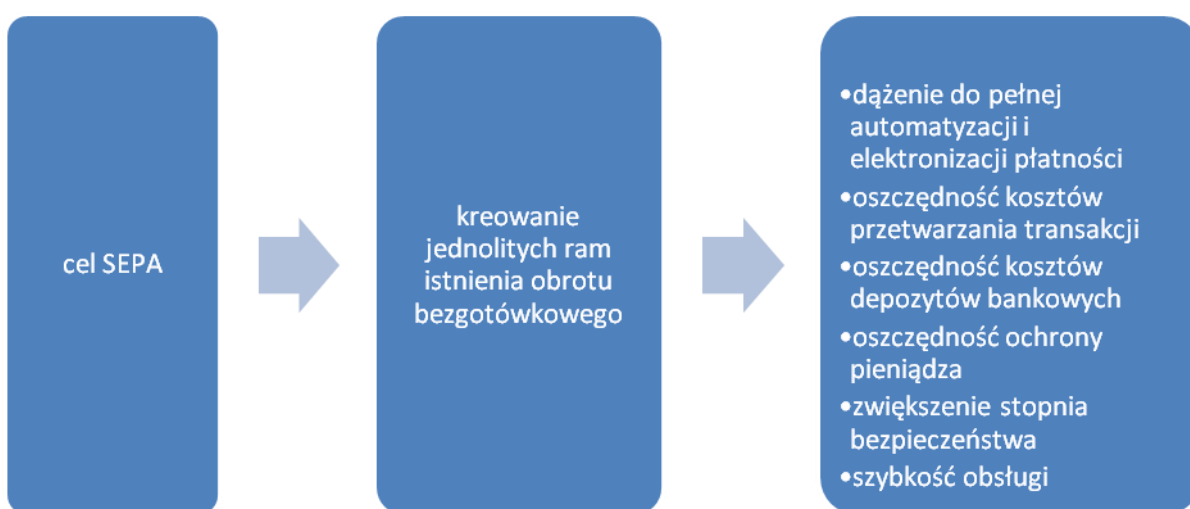 cel SEPA
kreowanie
jednolitych ram
istnienia obrotu
bezgotówkowego
•dążenie do pełnej
automatyzacji i
elektronizacji płatności
•oszczędność kosztów
przetwarzania transakcji
•oszczędność kosztów
depozytów bankowych
•oszczędność ochrony
pieniądza
•zwiększenie stopnia
bezpieczeństwa
•szybkość obsługi